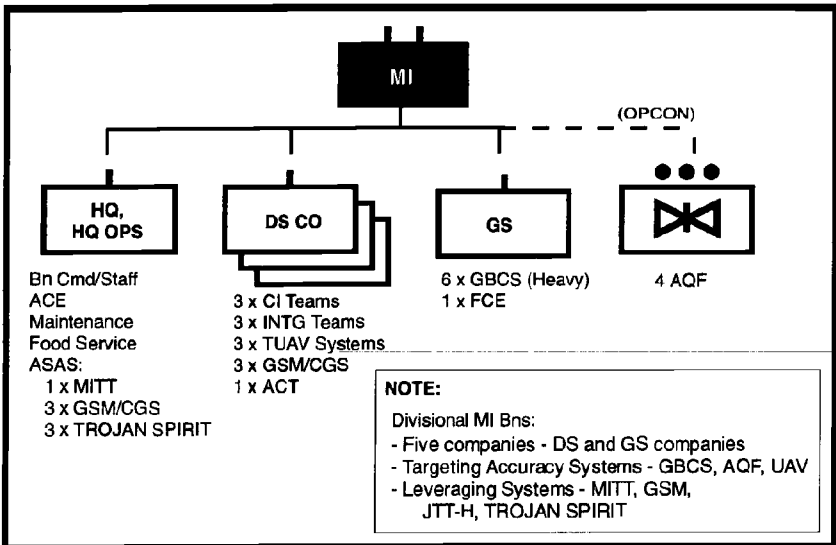 MI
(OPCON)
HQ,
HQ OPS
DS CO
GS
Bn Cmd/Staff
ACE
Maintenance
Food Service
ASAS:
1 x MITT
3 x GSM/CGS
3 x TROJAN SPIRIT
3 x CI Teams
3 x INTG Teams
3 x TUAV Systems
3 x GSM/CGS
1 x ACT
6 x GBCS (Heavy)
1 x FCE
4 AQF
NOTE:
Divisional MI Bns:
- Five companies - DS and GS companies
- Targeting Accuracy Systems - GBCS, AQF, UAV
- Leveraging Systems - MITT, GSM,
JTT-H, TROJAN SPIRIT